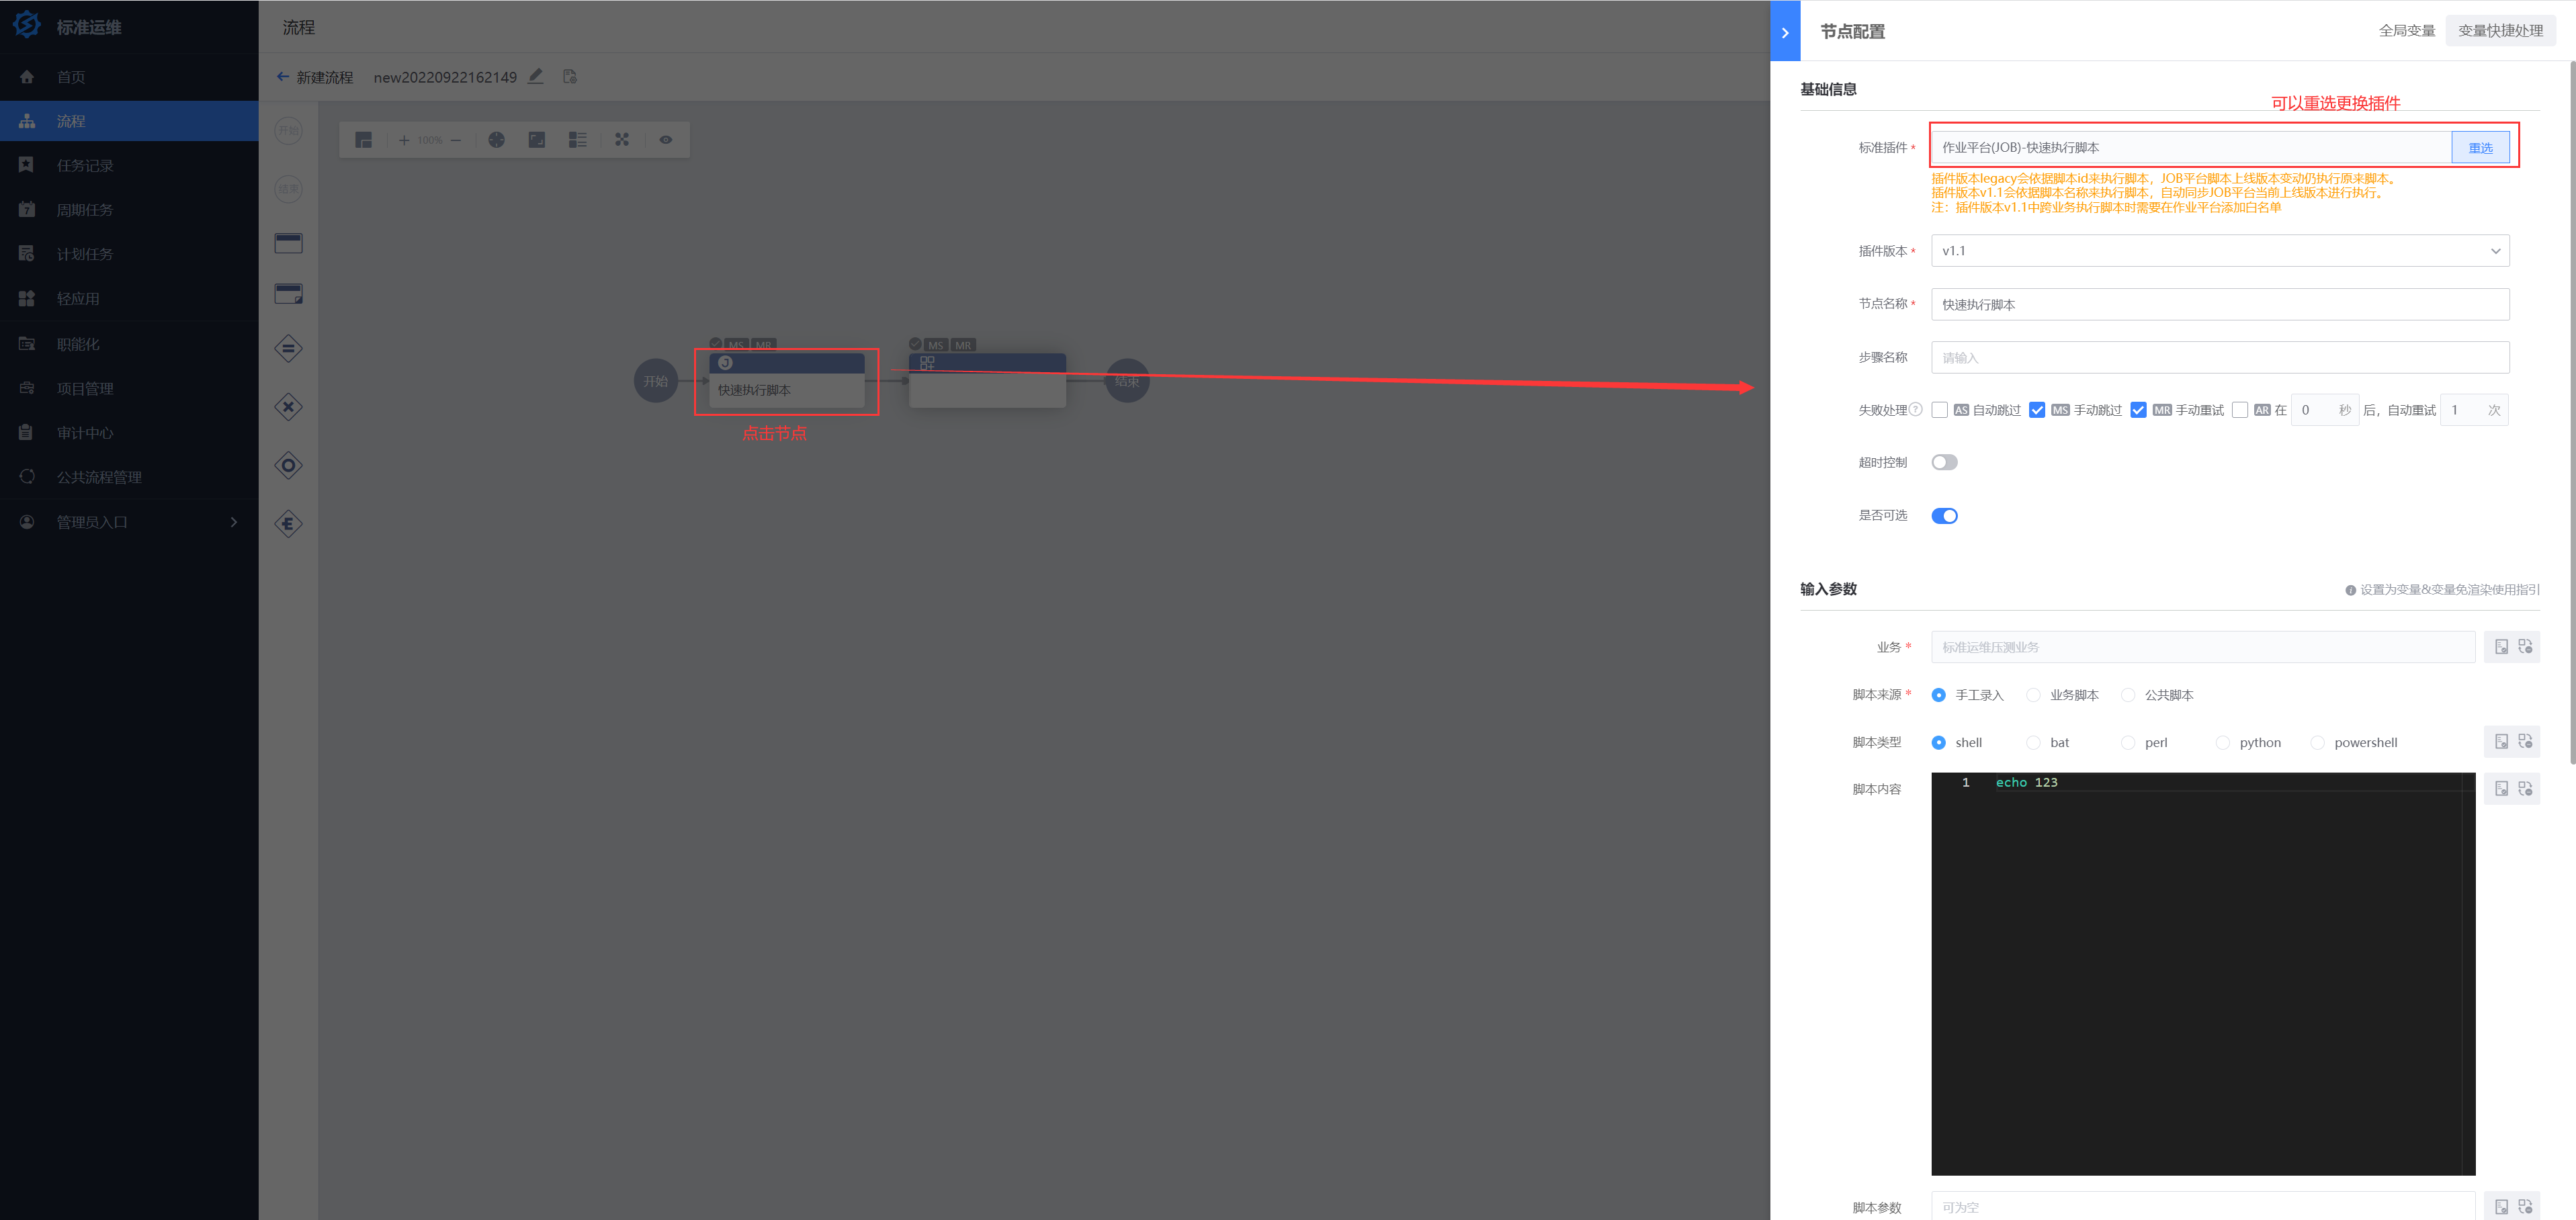 标准运维
首页
流程
任务记录
周期任务
计划任务
轻应用
职能化
项目管理
审计中心
公共流程管理
管理员入口
流程
新建流程 new20220922162149
开始
结束
100%
MS MR
MS MR
开始
快速执行脚本
结束
点击节点
节点配置
全局变量 变量快捷处理
基础信息
可以重选更换插件
标准插件* 作业平台(JOB)-快速执行脚本 重选
插件版本legacy会依据脚本id来执行脚本，JOB平台脚本上线版本变动仍执行原来脚本。
插件版本v1.1会依据脚本名称来执行脚本，自动同步JOB平台当前上线版本进行执行。
注：插件版本v1.1中跨业务执行脚本时需要在作业平台添加白名单
插件版本* v1.1
节点名称* 快速执行脚本
步骤名称 请输入
失败处理 AS 自动跳过 MS 手动跳过 MR 手动重试 AR 在 0 秒 后，自动重试 1 次
超时控制
是否可选
输入参数
设置为变量&变量免渲染使用指引
业务* 标准运维压测业务
脚本来源* 手工录入 业务脚本 公共脚本
脚本类型 shell bat perl python powershell
脚本内容 1 echo 123
脚本参数 可为空